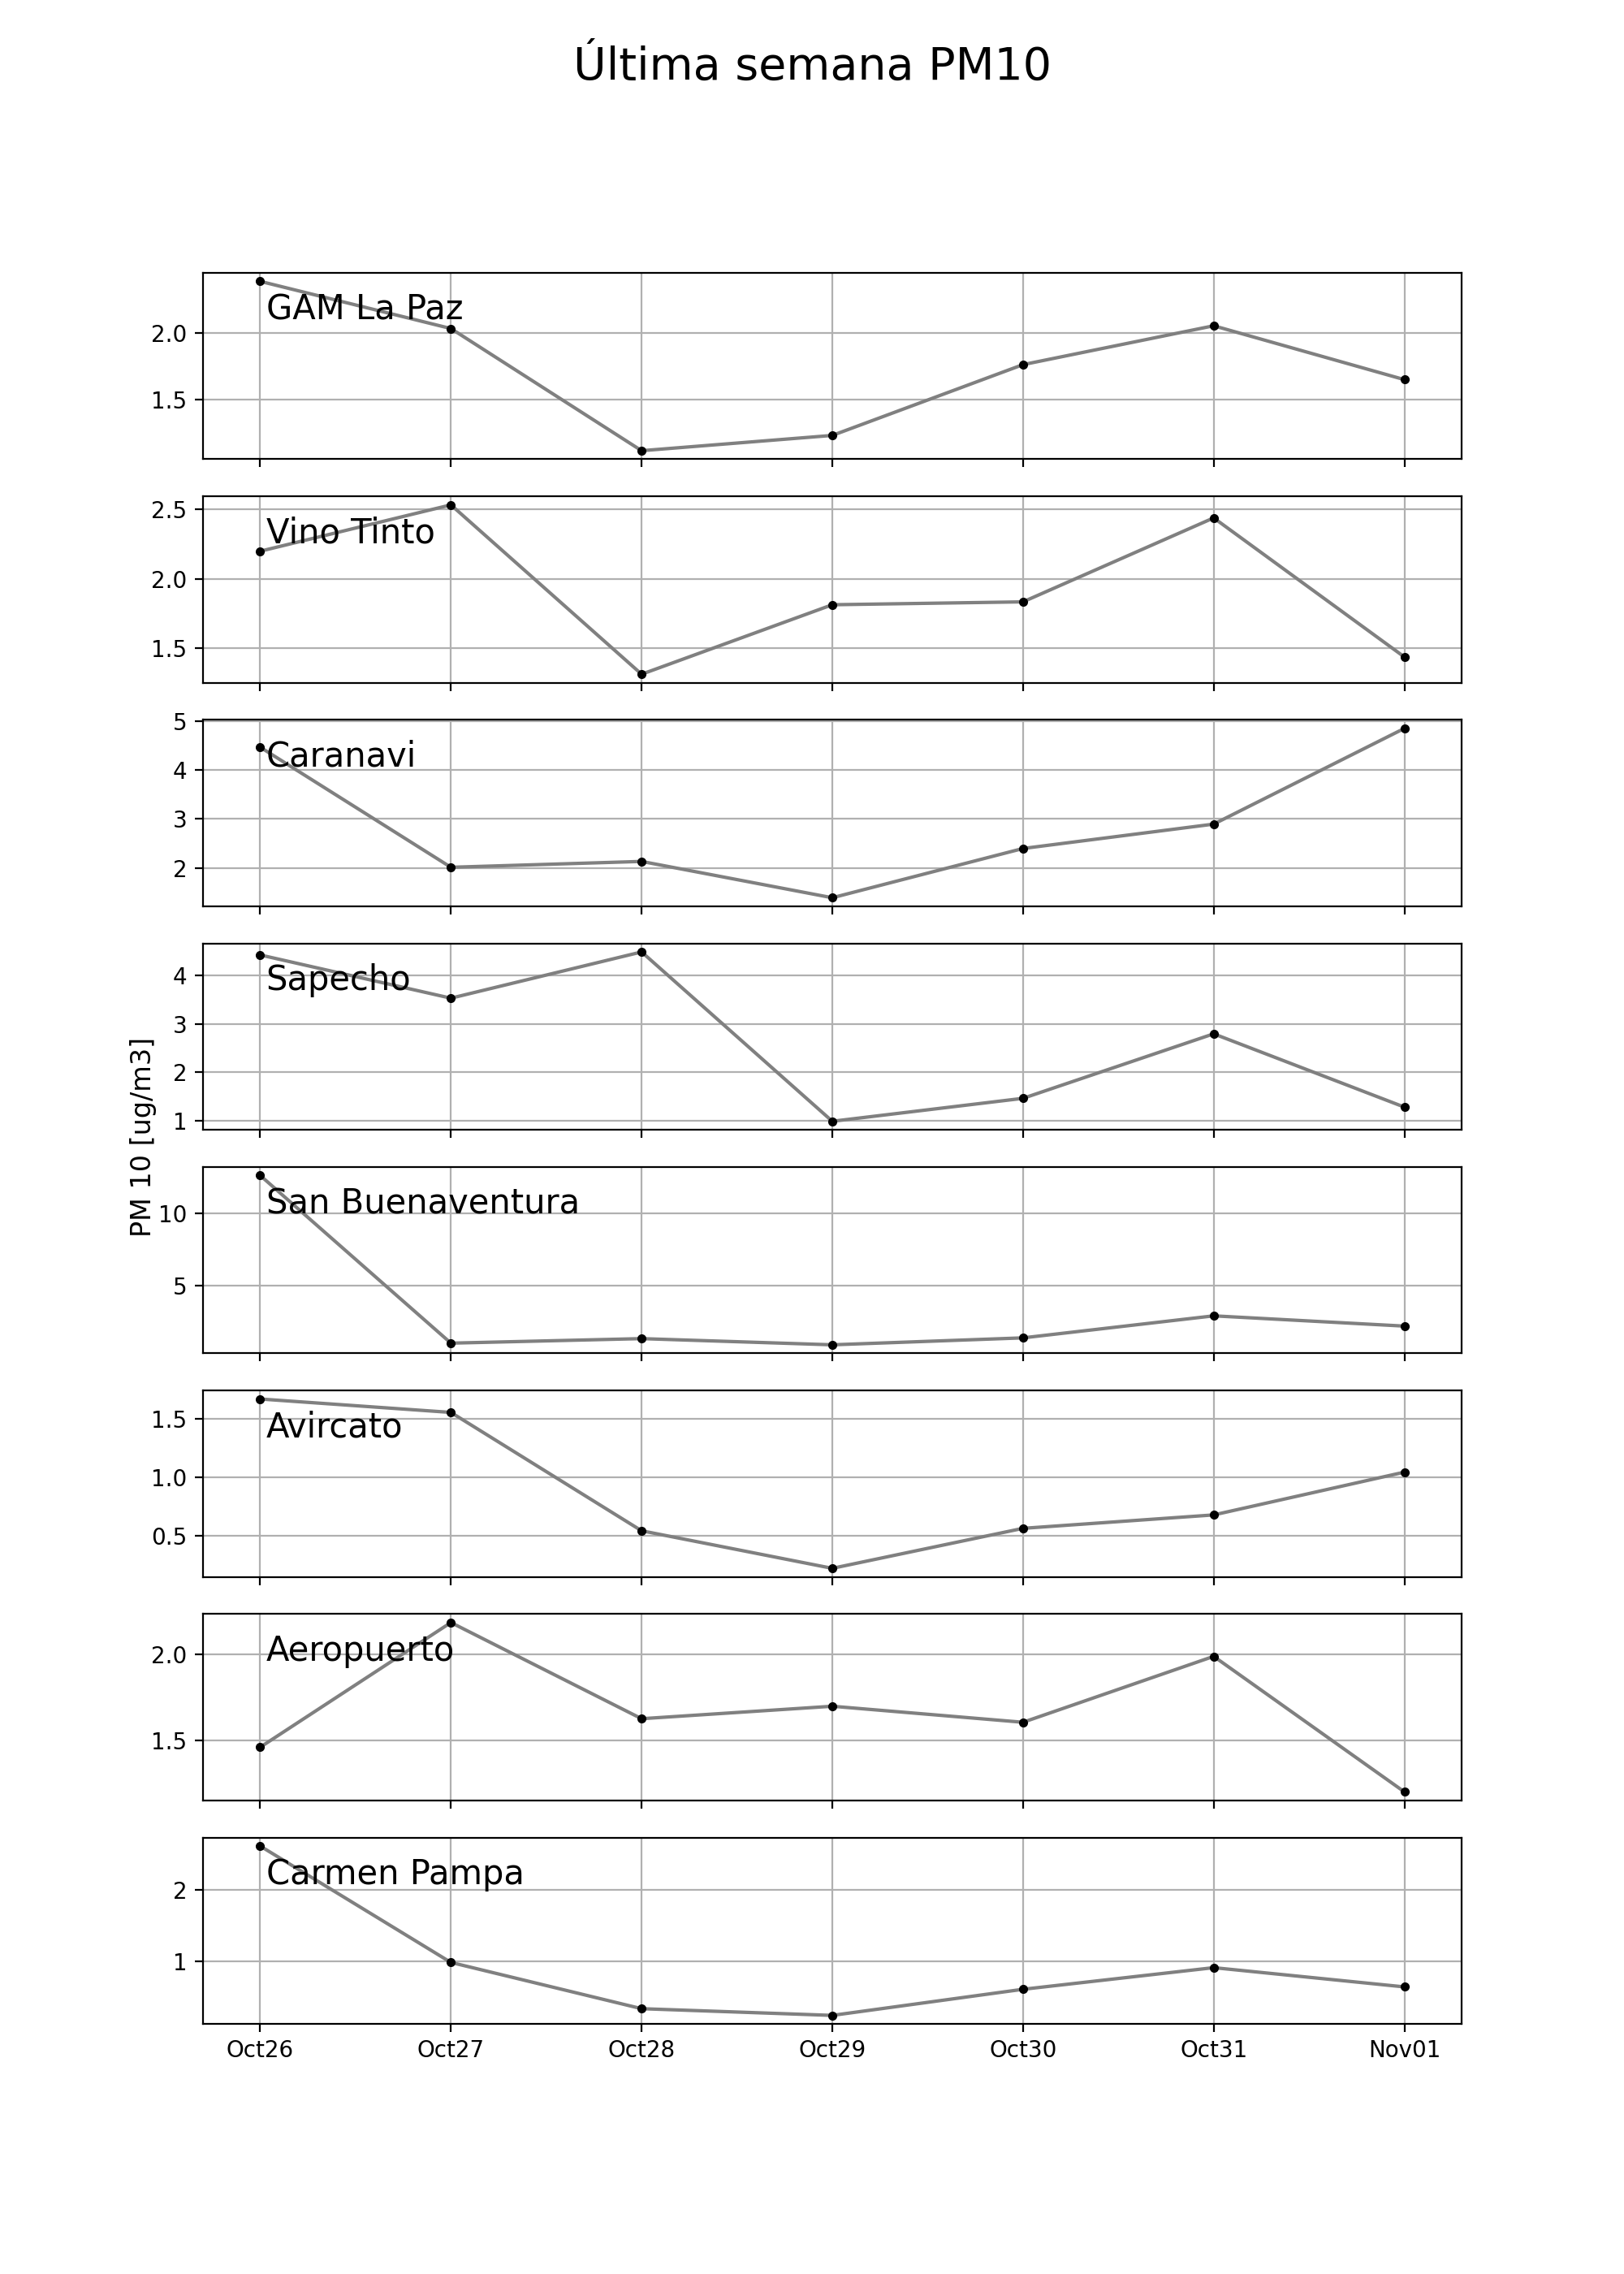 Última semana PM10
GAM La Paz
2.0
1.5
Vino Tinto
2.5
2.0
1.5
Caranavi
5
4
3
2
Sapecho
4
3
2
1
PM 10 [ug/m3]
San Buenaventura
10
5
Avircato
1.5
1.0
0.5
Aeropuerto
2.0
1.5
Carmen Pampa
2
1
Oct26 Oct27 Oct28 Oct29 Oct30 Oct31 Nov01